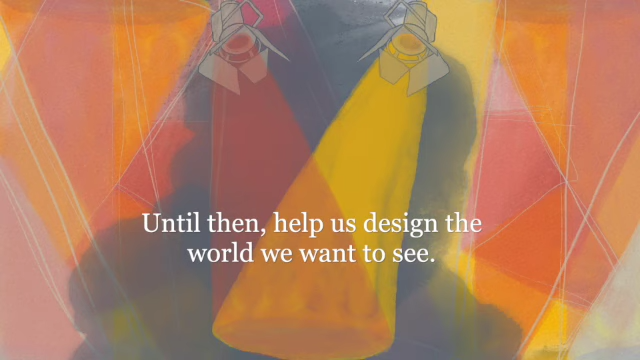 Until then, help us design the
world we want to see.